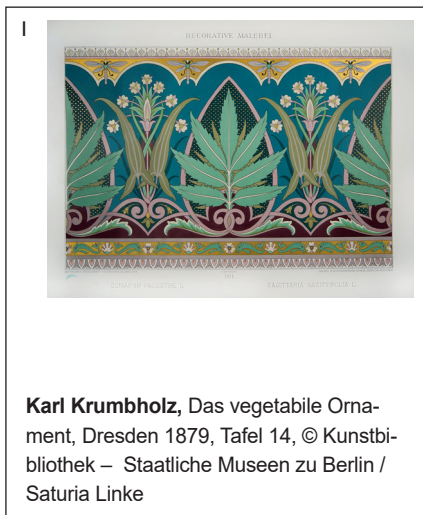 I
DECORATIVE MALEREI
Karl Krumbholz, Das vegetabile Orna-
ment, Dresden 1879, Tafel 14, © Kunstbi-
bliothek – Staatliche Museen zu Berlin /
Saturia Linke